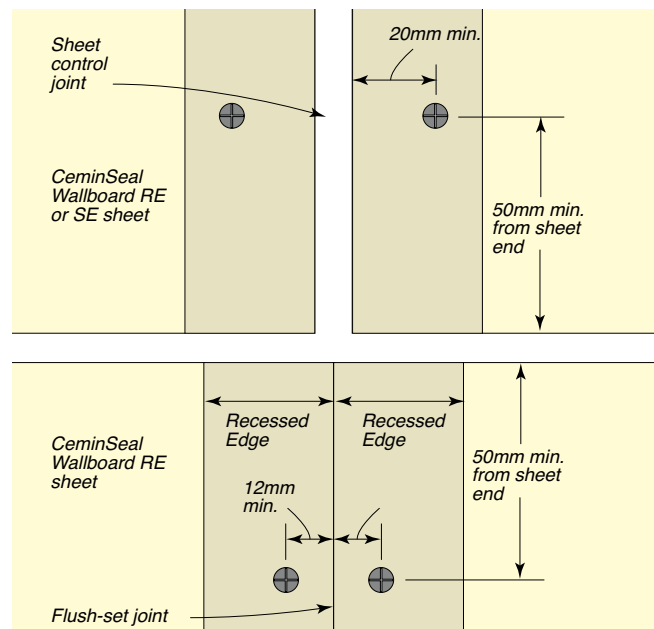 Sheet
control
joint
20mm min.
CeminSeal
Wallboard RE
or SE sheet
50mm min.
from sheet
end
Recessed
Edge
Recessed
Edge
CeminSeal
Wallboard RE
sheet
50mm min.
from sheet
end
12mm
min.
Flush-set joint